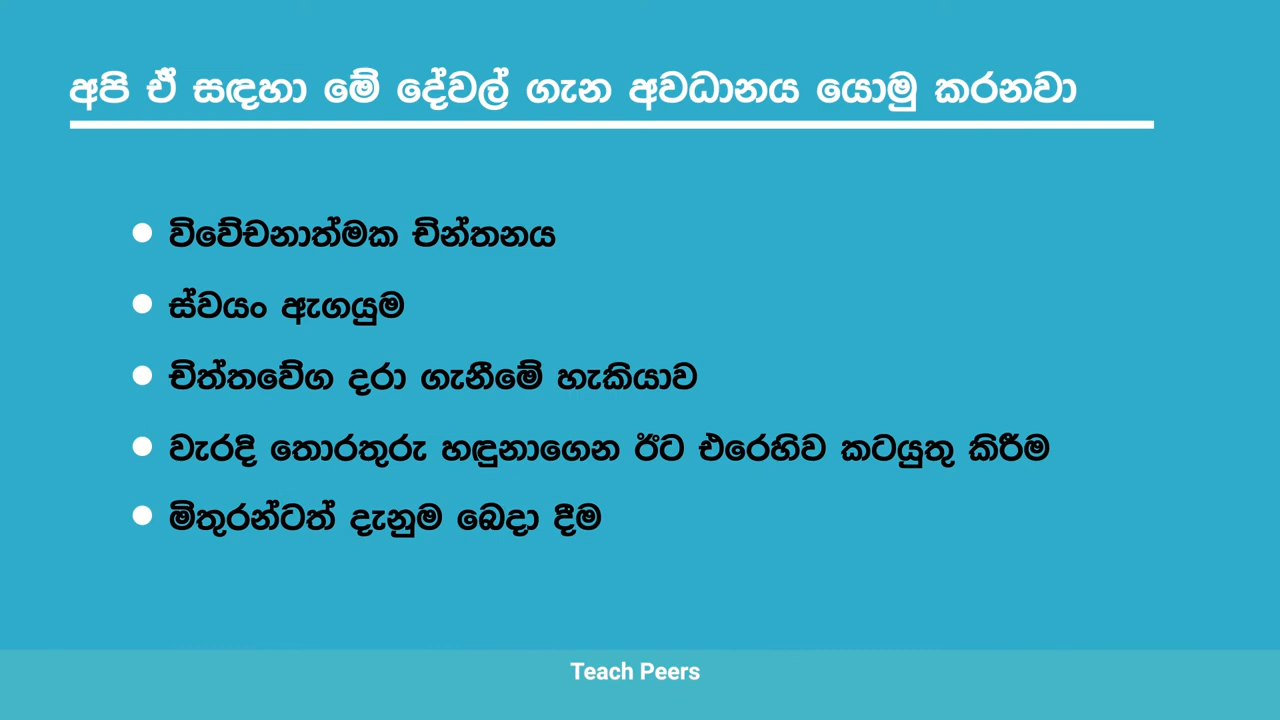 අපි ඒ සඳහා මේ දේවල් ගැන අවධානය යොමු කරනවා
විවේචනාත්මක චින්තනය
ස්වයං ඇගයුම
චිත්තවේග දරා ගැනීමේ හැකියාව
වැරදි තොරතුරු හඳුනාගෙන ඊට එරෙහිව කටයුතු කිරීම
මිතුරන්ටත් දැනුම බෙදා දීම
Teach Peers